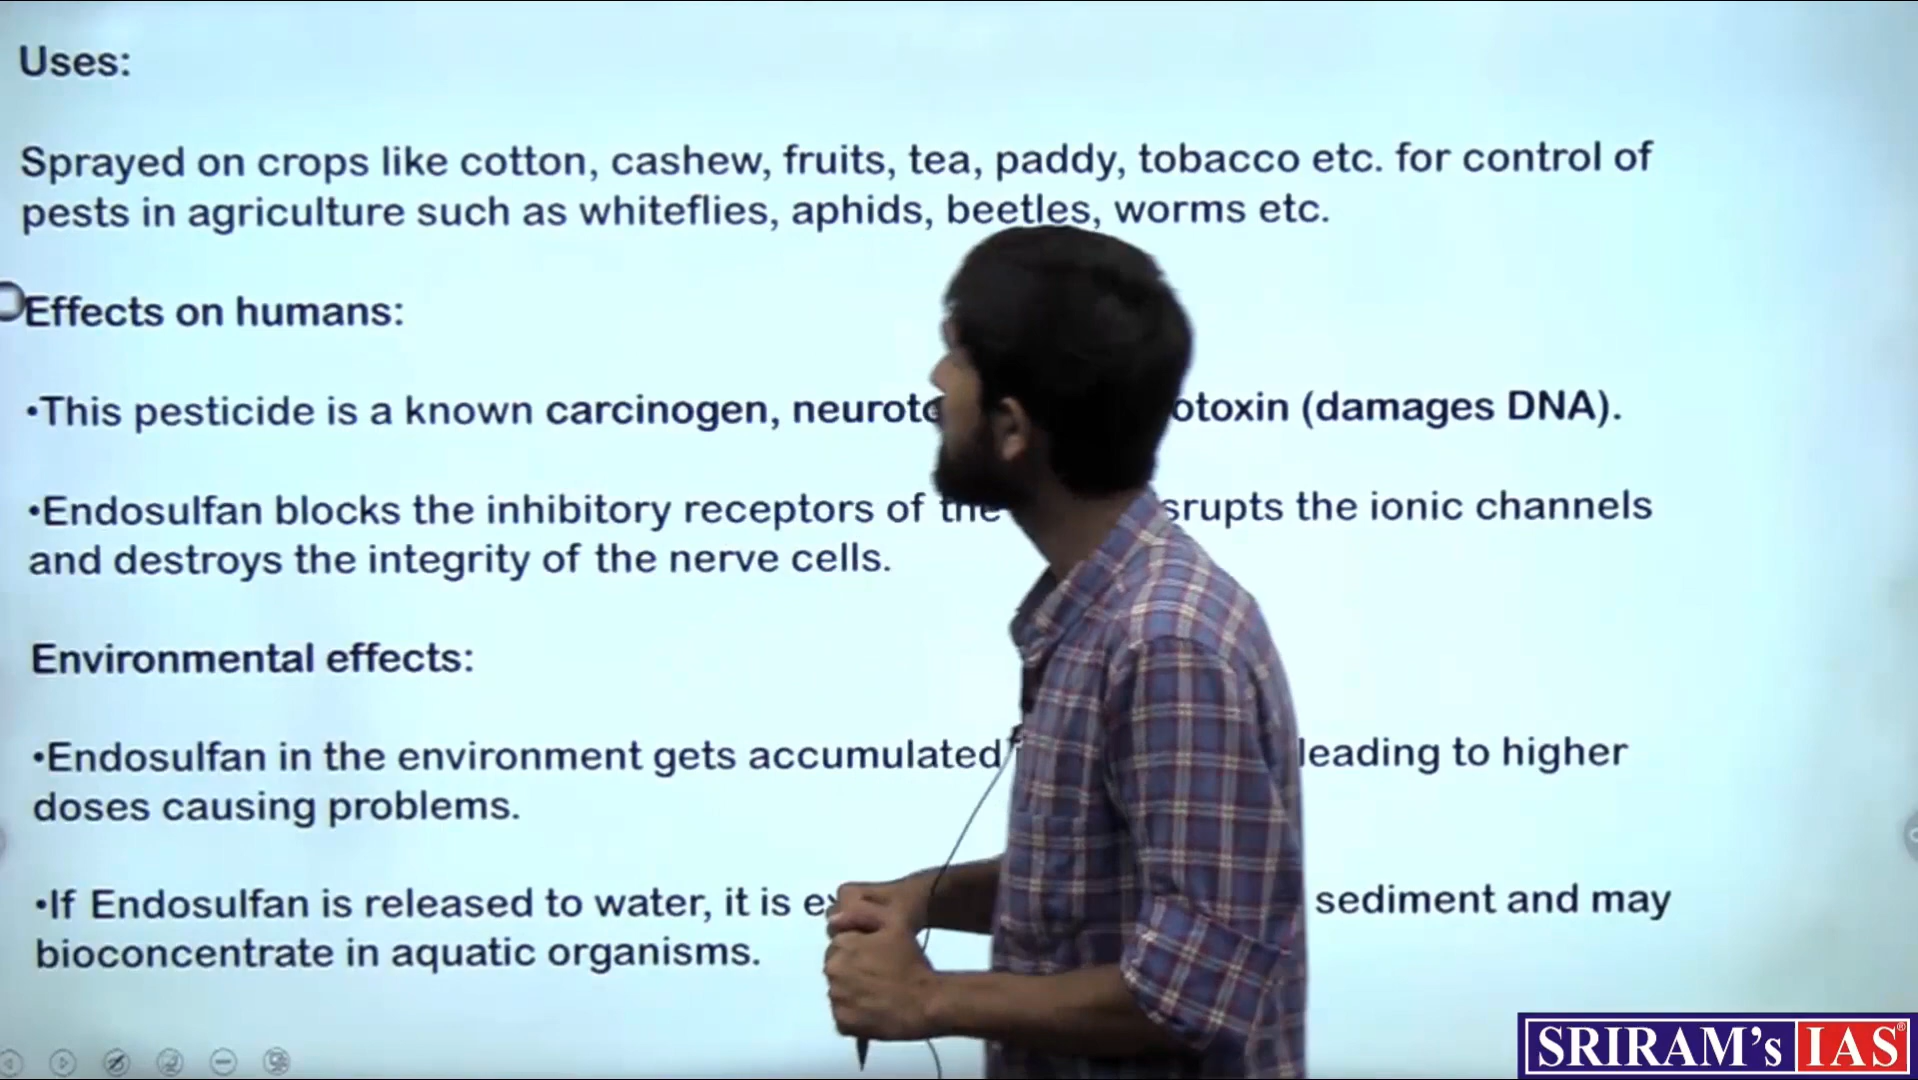 Uses:
Sprayed on crops like cotton, cashew, fruits, tea, paddy, tobacco etc. for control of
pests in agriculture such as whiteflies, aphids, beetles, worms etc.
Effects on humans:
•This pesticide is a known carcinogen, (damages DNA).
•Endosulfan blocks the inhibitory receptors of the the ionic channels
and destroys the integrity of the nerve cells.
Environmental effects:
•Endosulfan in the environment gets accumulated leading to higher
doses causing problems.
•If Endosulfan is released to water, it is sediment and may
bioconcentrate in aquatic organisms.
SRIRAM's IAS®